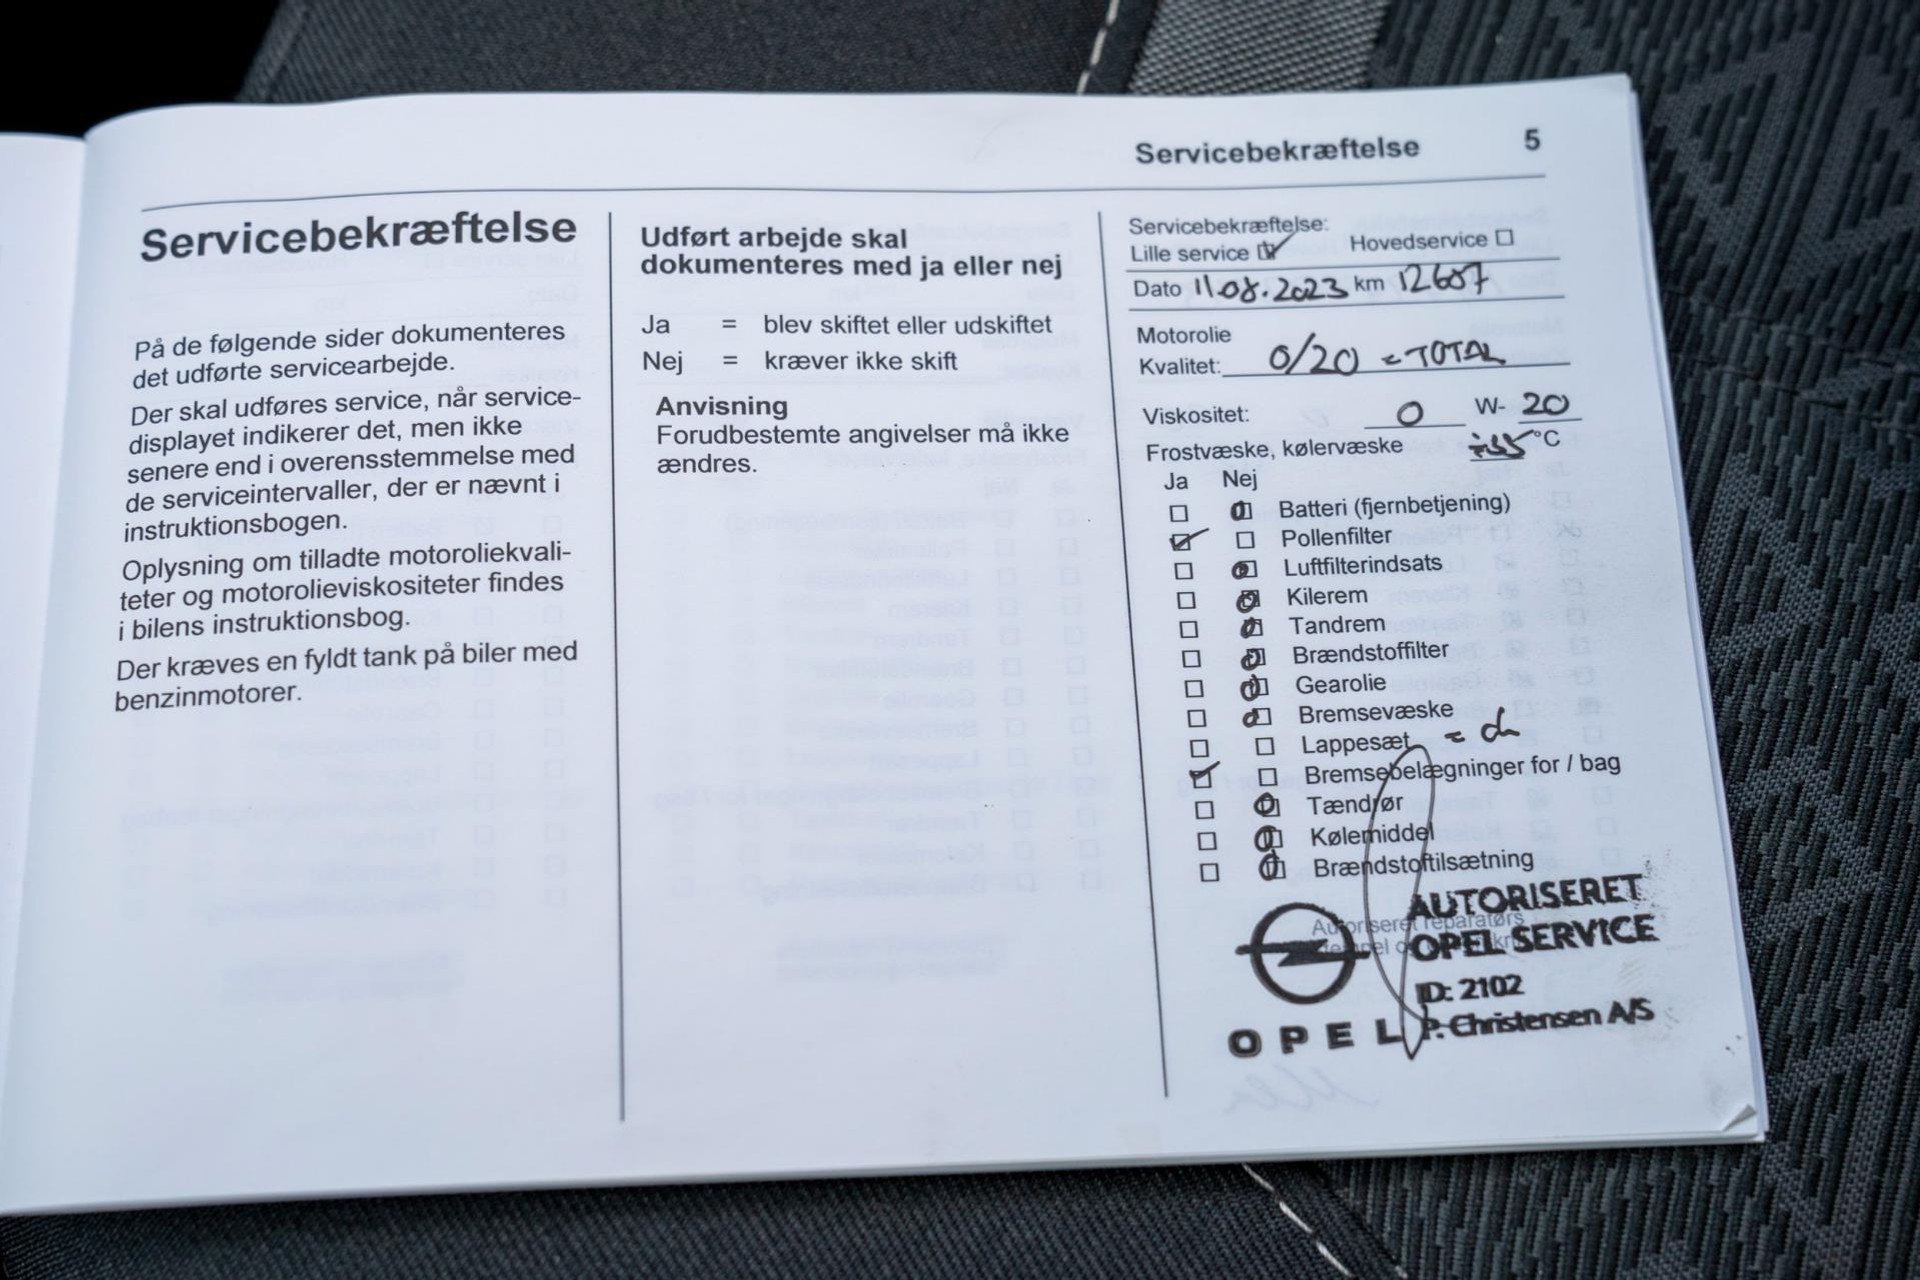 Servicebekræftelse 5
Servicebekræftelse
På de følgende sider dokumenteres
det udførte servicearbejde.
Der skal udføres service, når service-
displayet indikerer det, men ikke
senere end i overensstemmelse med
de serviceintervaller, der er nævnt i
instruktionsbogen.
Oplysning om tilladte motoroliekvali-
teter og motorolieviskositeter findes
i bilens instruktionsbog.
Der kræves en fyldt tank på biler med
benzinmotorer.
Udført arbejde skal
dokumenteres med ja eller nej
Ja = blev skiftet eller udskiftet
Nej = kræver ikke skift
Anvisning
Forudbestemte angivelser må ikke
ændres.
Servicebekræftelse:
Lille service Hovedservice
Dato 11.08.2023 km 12607
Motorolie
Kvalitet: 0/20 = TOTAL
Viskositet: 0 W- 20
Frostvæske, kølervæske °C
Ja Nej
Batteri (fjernbetjening)
Pollenfilter
Luftfilterindsats
Kilerem
Tandrem
Brændstoffilter
Gearolie
Bremsevæske
Lappesæt =
Bremsebelægninger for / bag
Tændrør
Kølemiddel
Brændstoftilsætning
Autoriseret reparatørs
AUTORISERET
OPEL SERVICE
ID: 2102
P. Christensen A/S
OPEL